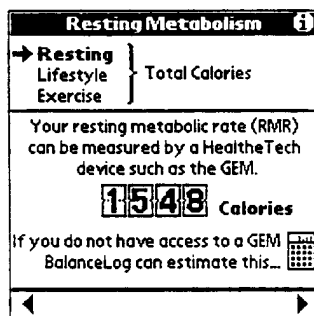 Resting Metabolism i
Resting
Lifestyle
Exercise
Total Calories
Your resting metabolic rate (RMR)
can be measured by a HealtheTech
device such as the GEM.
1548 Calories
If you do not have access to a GEM
BalanceLog can estimate this...